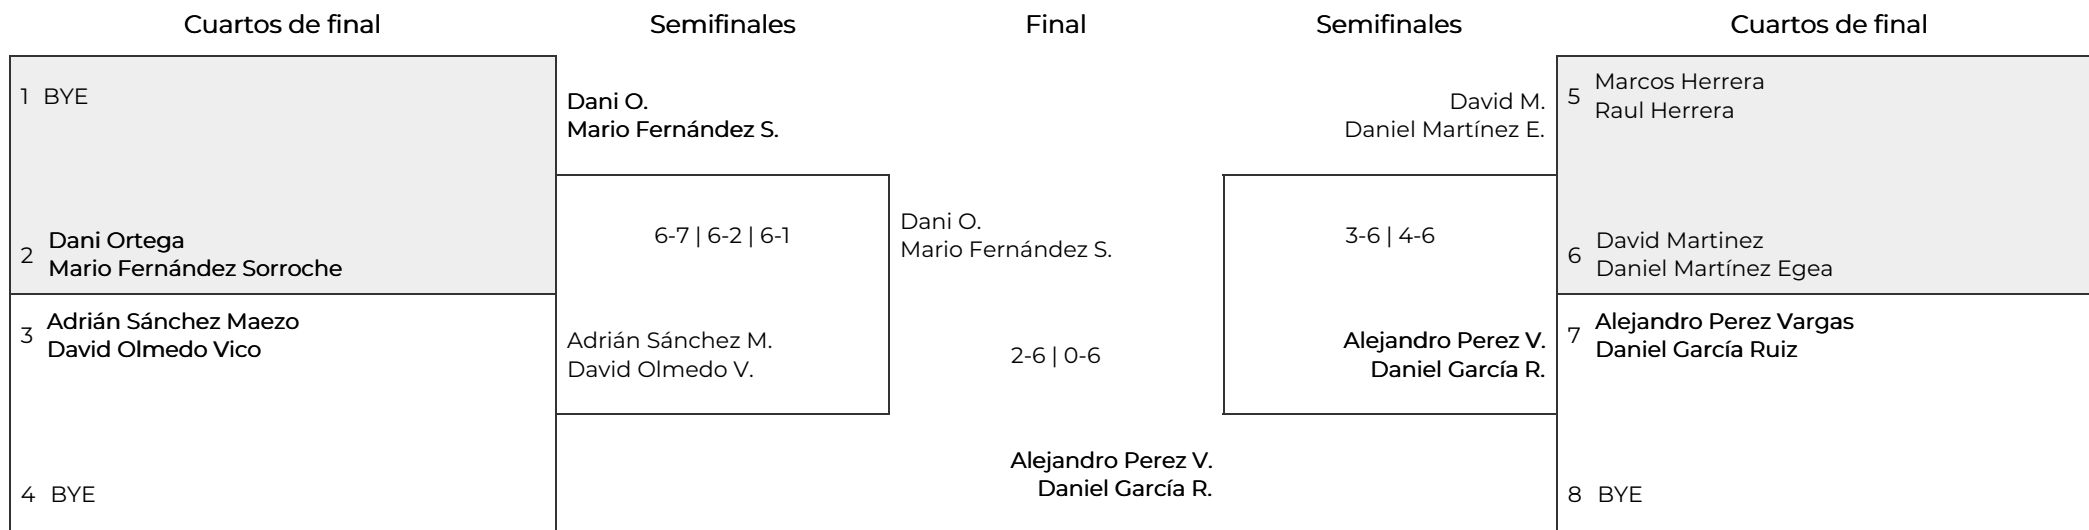 Cuartos de final
Semifinales
Final
Semifinales
Cuartos de final
1 BYE
2 Dani Ortega
Mario Fernández Sorroche
3 Adrián Sánchez Maezo
David Olmedo Vico
4 BYE
Dani O.
Mario Fernández S.
6-7 | 6-2 | 6-1
Adrián Sánchez M.
David Olmedo V.
Dani O.
Mario Fernández S.
2-6 | 0-6
Alejandro Perez V.
Daniel García R.
David M.
Daniel Martínez E.
3-6 | 4-6
Alejandro Perez V.
Daniel García R.
5 Marcos Herrera
Raul Herrera
6 David Martinez
Daniel Martínez Egea
7 Alejandro Perez Vargas
Daniel García Ruiz
8 BYE